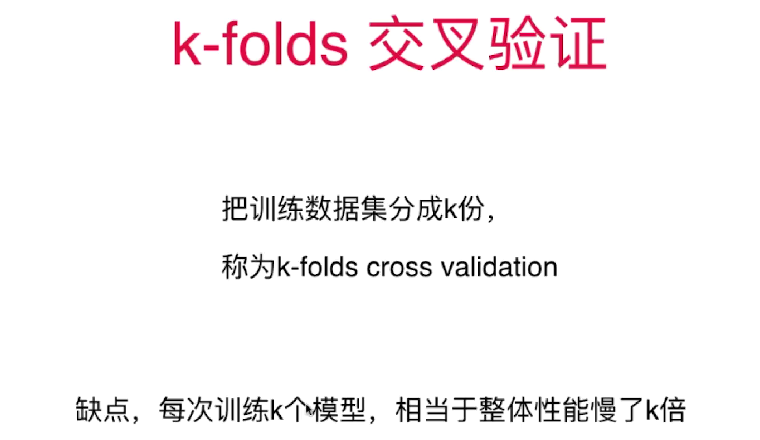 k-folds 交叉验证
把训练数据集分成k份，
称为k-folds cross validation
缺点，每次训练k个模型，相当于整体性能慢了k倍